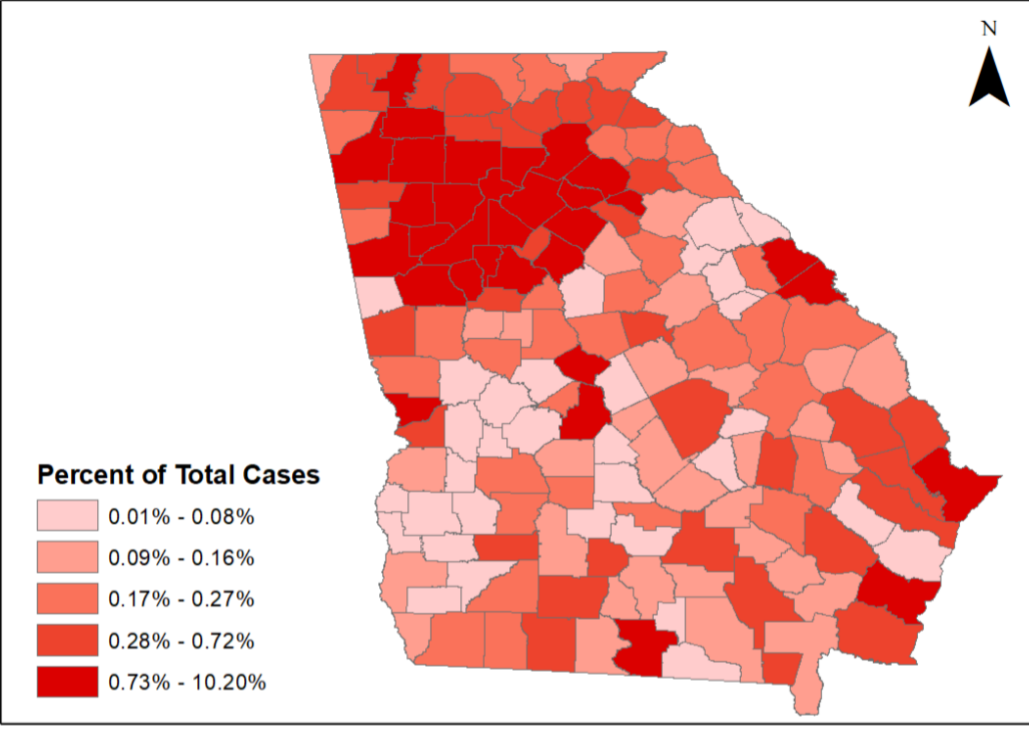 N
Percent of Total Cases
0.01% - 0.08%
0.09% - 0.16%
0.17% - 0.27%
0.28% - 0.72%
0.73% - 10.20%